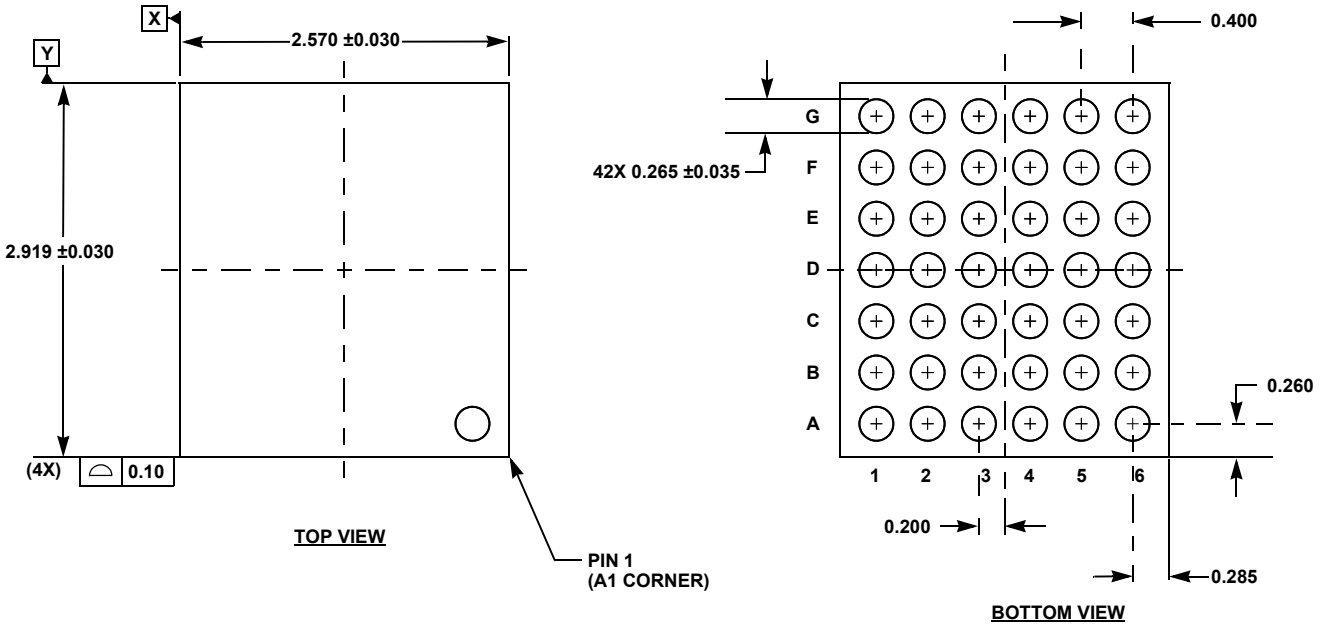 X
2.570 ±0.030
Y
2.919 ±0.030
(4X)
0.10
TOP VIEW
PIN 1
(A1 CORNER)
0.400
G
42X 0.265 ±0.035
F
E
D
C
B
A
0.260
1 2 3 4 5 6
0.200
0.285
BOTTOM VIEW